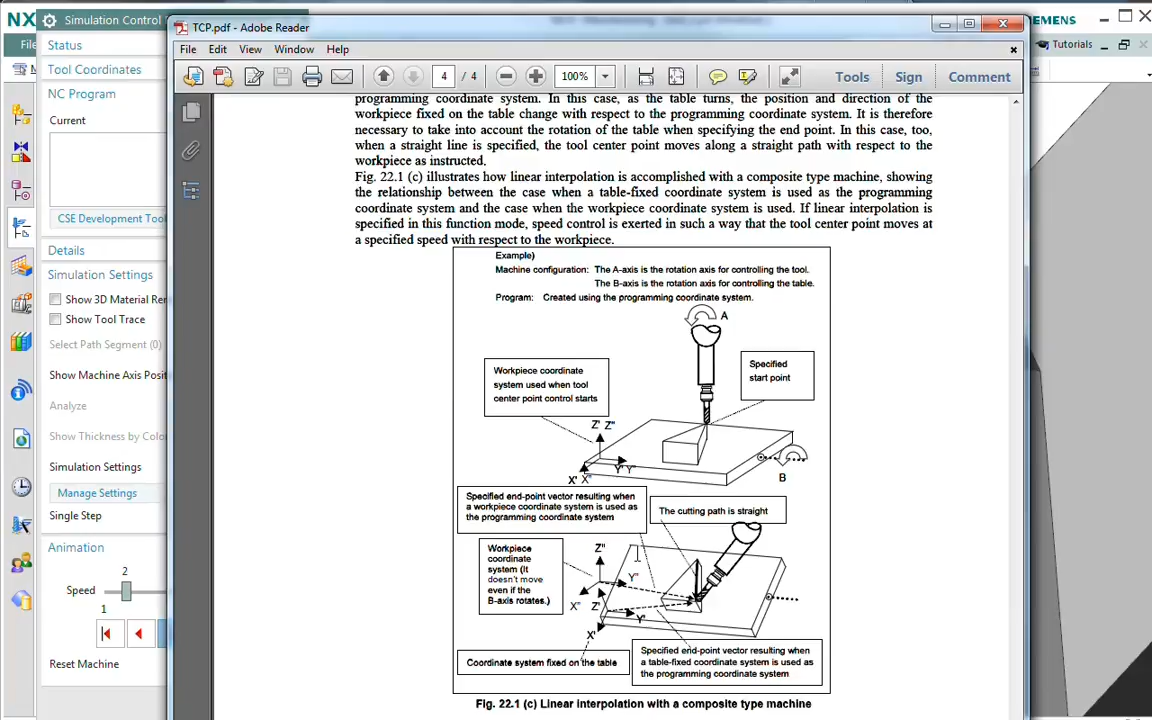 NX
Simulation Control
TCP.pdf - Adobe Reader
SIEMENS
File Edit View Window Help
Tutorials
4 / 4
100%
Tools Sign Comment
Status
Tool Coordinates
NC Program
Current
CSE Development Tool
Details
Simulation Settings
Show 3D Material Rem
Show Tool Trace
Select Path Segment (0)
Show Machine Axis Posit
Analyze
Show Thickness by Color
Simulation Settings
Manage Settings
Single Step
Animation
2
Speed
1
Reset Machine
programming coordinate system. In this case, as the table turns, the position and direction of the
workpiece fixed on the table change with respect to the programming coordinate system. It is therefore
necessary to take into account the rotation of the table when specifying the end point. In this case, too,
when a straight line is specified, the tool center point moves along a straight path with respect to the
workpiece as instructed.
Fig. 22.1 (c) illustrates how linear interpolation is accomplished with a composite type machine, showing
the relationship between the case when a table-fixed coordinate system is used as the programming
coordinate system and the case when the workpiece coordinate system is used. If linear interpolation is
specified in this function mode, speed control is exerted in such a way that the tool center point moves at
a specified speed with respect to the workpiece.
Example)
Machine configuration: The A-axis is the rotation axis for controlling the tool.
The B-axis is the rotation axis for controlling the table.
Program: Created using the programming coordinate system.
A
Workpiece coordinate
system used when tool
center point control starts
Specified
start point
Z' Z"
Y' Y"
X' X"
B
Specified end-point vector resulting when
a workpiece coordinate system is used as
the programming coordinate system
The cutting path is straight
Workpiece
coordinate
system (It
doesn't move
even if the
B-axis rotates.)
Z"
Y"
X" Z'
Y'
X'
Coordinate system fixed on the table
Specified end-point vector resulting when
a table-fixed coordinate system is used as
the programming coordinate system
Fig. 22.1 (c) Linear interpolation with a composite type machine